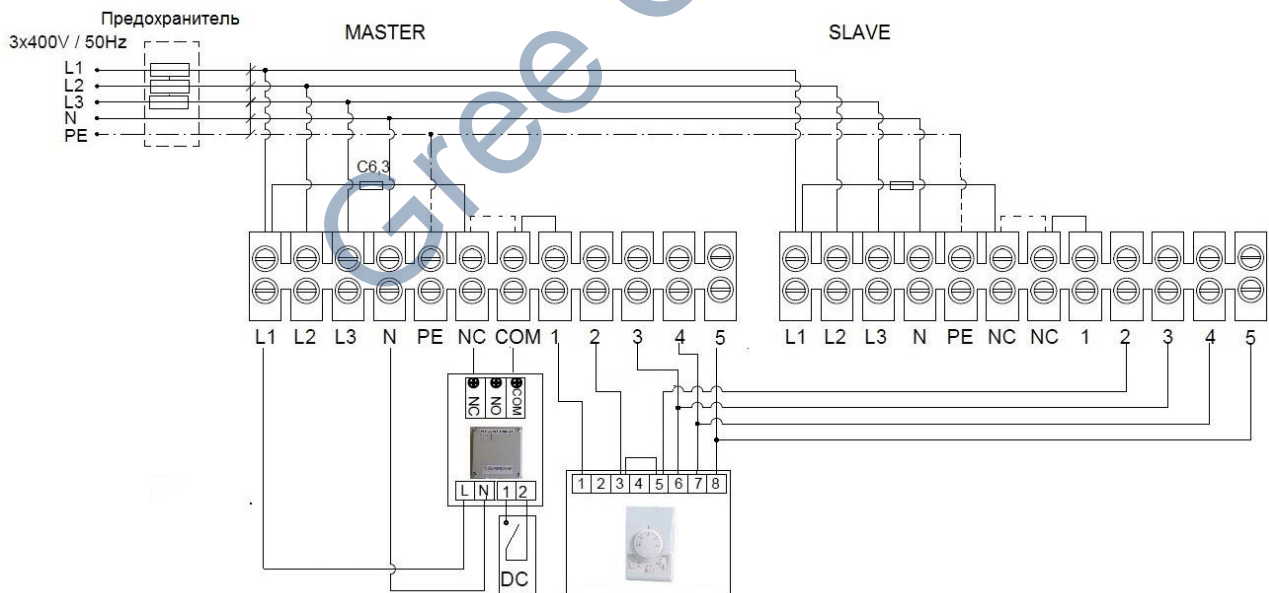 Предохранитель
3x400V / 50Hz
MASTER
SLAVE
L1
L2
L3
N
PE
C6,3
Gree
L1 L2 L3 N PE NC COM 1 2 3 4 5
L1 L2 L3 N PE NC NC 1 2 3 4 5
NC NO COM
L N 1 2
1 2 3 4 5 6 7 8
DC